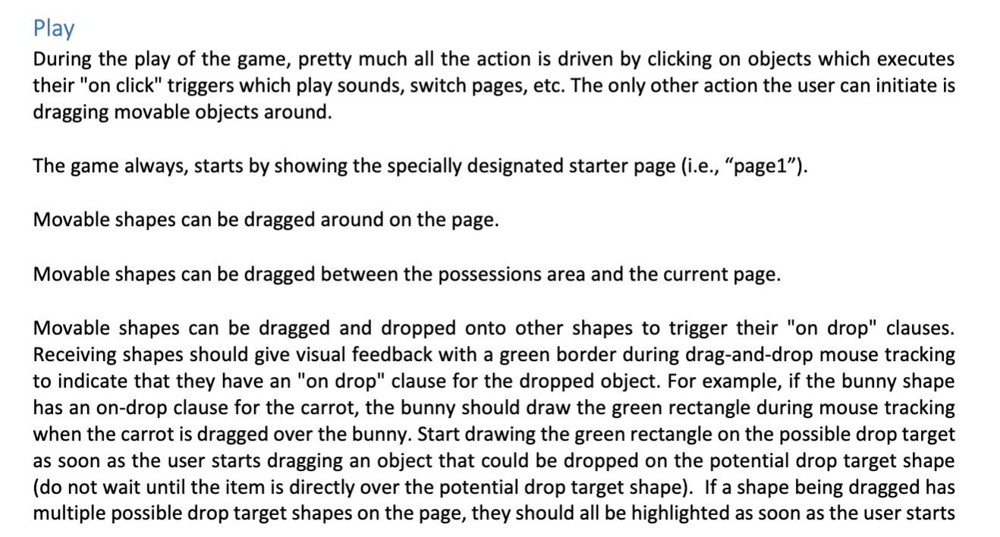 Play
During the play of the game, pretty much all the action is driven by clicking on objects which executes
their "on click" triggers which play sounds, switch pages, etc. The only other action the user can initiate is
dragging movable objects around.
The game always, starts by showing the specially designated starter page (i.e., “page1”).
Movable shapes can be dragged around on the page.
Movable shapes can be dragged between the possessions area and the current page.
Movable shapes can be dragged and dropped onto other shapes to trigger their "on drop" clauses.
Receiving shapes should give visual feedback with a green border during drag-and-drop mouse tracking
to indicate that they have an "on drop" clause for the dropped object. For example, if the bunny shape
has an on-drop clause for the carrot, the bunny should draw the green rectangle during mouse tracking
when the carrot is dragged over the bunny. Start drawing the green rectangle on the possible drop target
as soon as the user starts dragging an object that could be dropped on the potential drop target shape
(do not wait until the item is directly over the potential drop target shape).  If a shape being dragged has
multiple possible drop target shapes on the page, they should all be highlighted as soon as the user starts